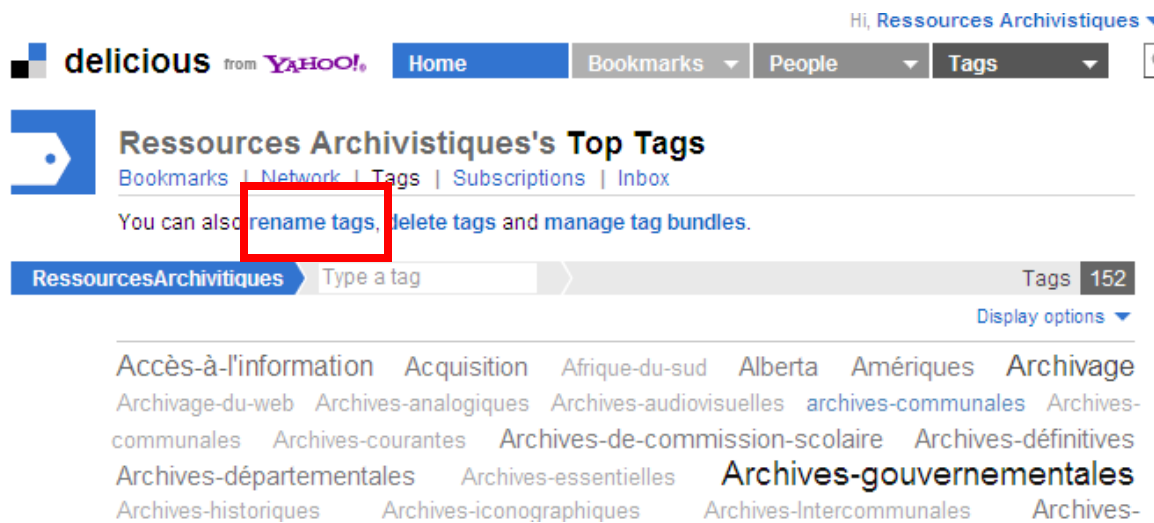 Hi, Ressources Archivistiques
delicious from YAHOO!® Home Bookmarks People Tags
Ressources Archivistiques's Top Tags
Bookmarks | Network | Tags | Subscriptions | Inbox
You can also rename tags, delete tags and manage tag bundles.
RessourcesArchivitiques Type a tag Tags 152
Display options
Accès-à-l'information Acquisition Afrique-du-sud Alberta Amériques Archivage
Archivage-du-web Archives-analogiques Archives-audiovisuelles archives-communales Archives-
communales Archives-courantes Archives-de-commission-scolaire Archives-définitives
Archives-départementales Archives-essentielles Archives-gouvernementales
Archives-historiques Archives-iconographiques Archives-Intercommunales Archives-